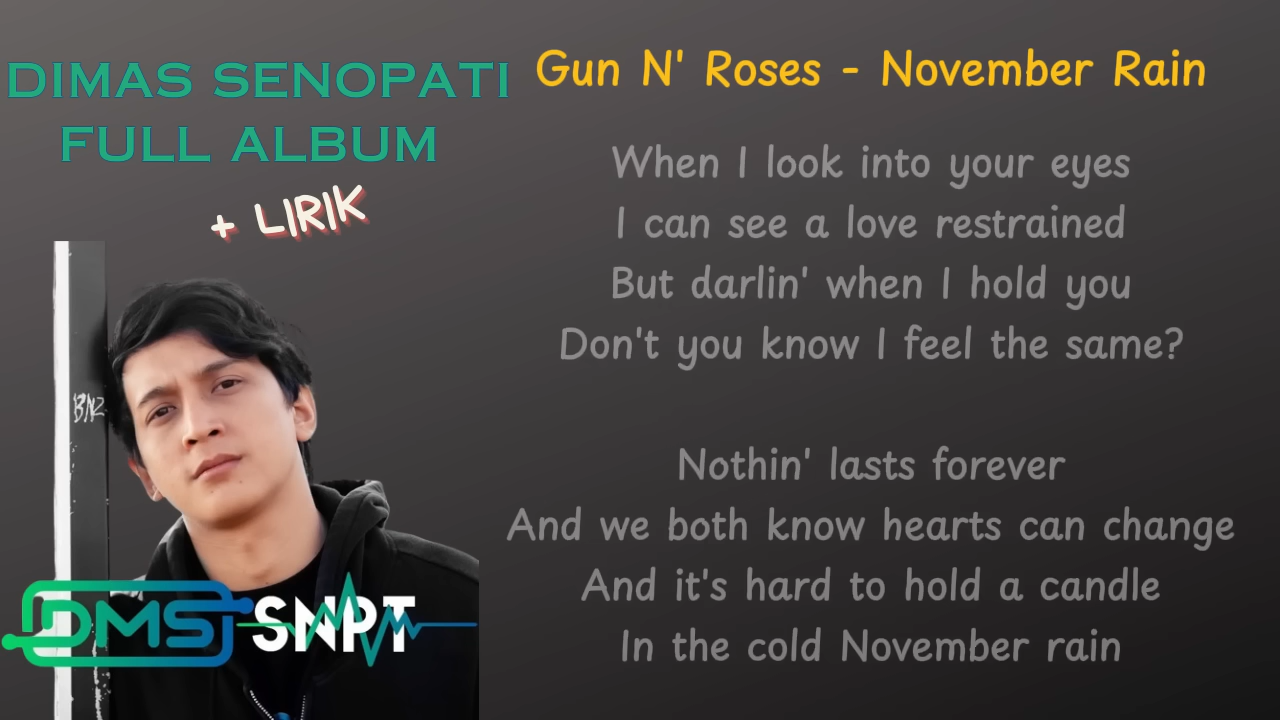 DIMAS SENOPATI
FULL ALBUM
+ LIRIK
BNZ
DMS SNPT
Gun N' Roses - November Rain
When I look into your eyes
I can see a love restrained
But darlin' when I hold you
Don't you know I feel the same?
Nothin' lasts forever
And we both know hearts can change
And it's hard to hold a candle
In the cold November rain